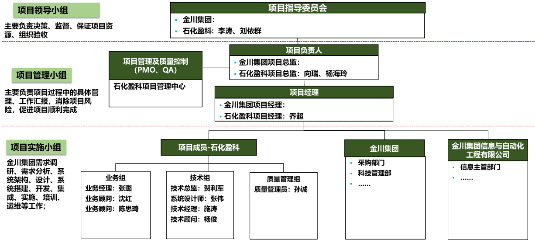 项目领导小组
主要负责决策、监督、保证项目资
源、组织验收
项目指导委员会
金川集团：
石化盈科：李涛、刘依群
项目管理小组
主要负责项目过程中的具体管
理、工作汇报，消除项目风
险，促进项目顺利完成
项目管理及质量控制
（PMO、QA）
石化盈科项目管理中心
项目负责人
金川集团项目总监：
石化盈科项目总监：向瑞、杨海玲
项目经理
金川集团项目经理：
石化盈科项目经理：乔超
项目实施小组
金川集团需求调
研、需求分析、系
统架构、设计、系
统搭建、开发、集
成、实施、培训、
运维等工作；
项目成员-石化盈科
业务组
业务经理：张图
业务顾问：沈红
业务顾问：陈思琦
技术组
技术总监：贺利军
系统设计师：张伟
技术经理：施涛
技术顾问：杨俊
质量管理组
质量管理员：孙诚
金川集团
采购部门
科技管理部
……
金川集团信息与自动化
工程有限公司
信息主管部门
……